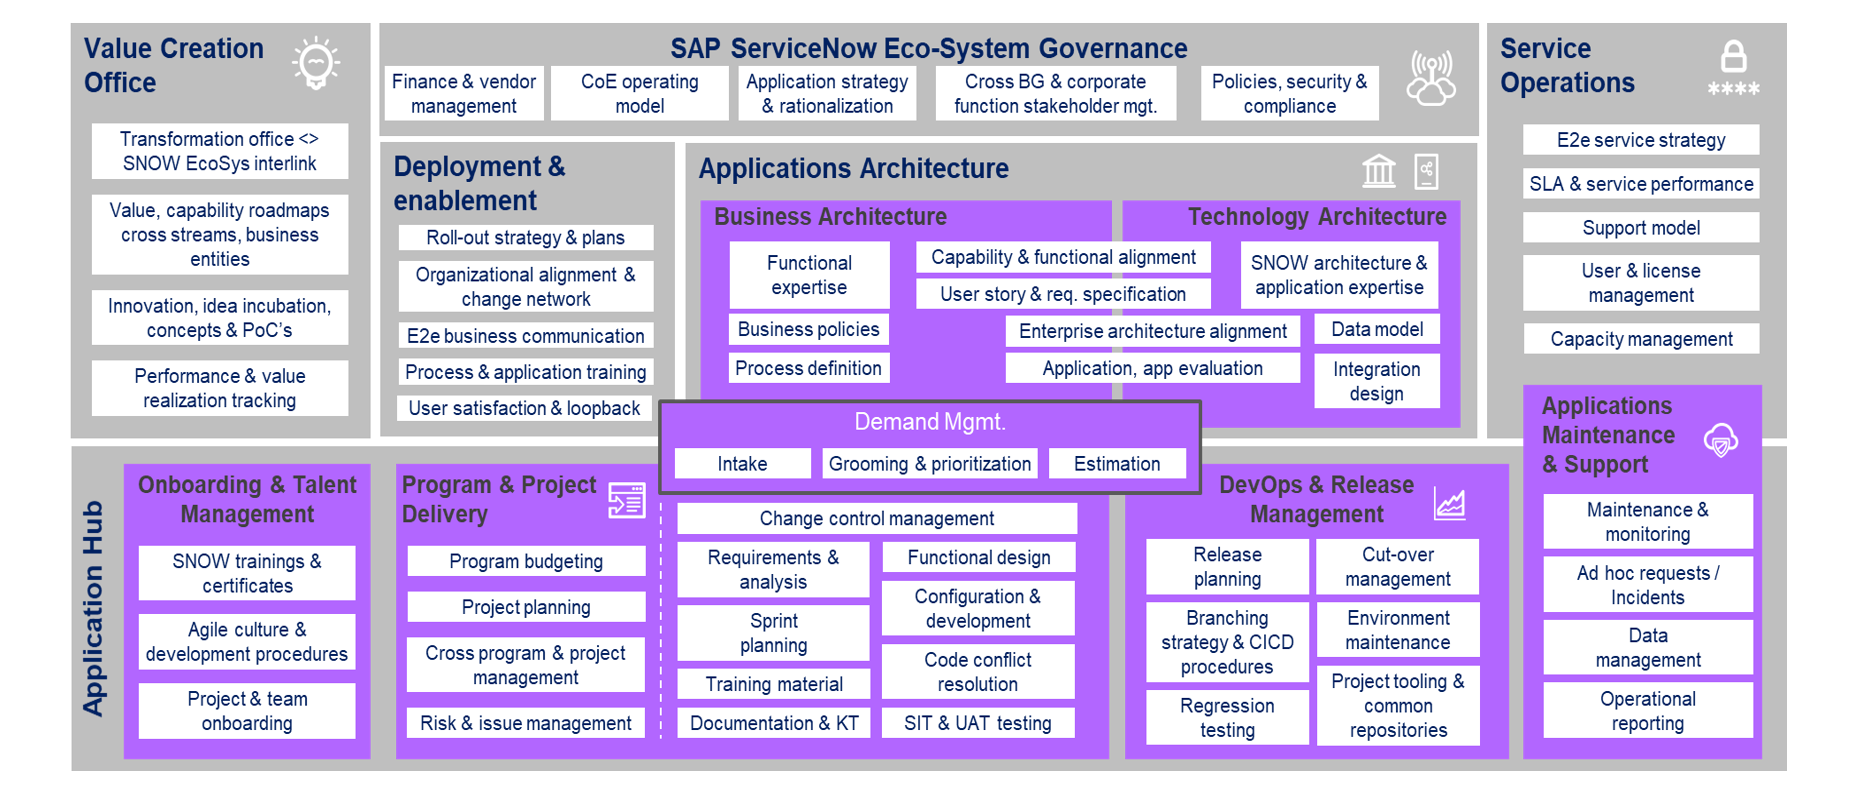 Value Creation
Office
Transformation office <>
SNOW EcoSys interlink
Value, capability roadmaps
cross streams, business
entities
Innovation, idea incubation,
concepts & PoC's
Performance & value
realization tracking
SAP ServiceNow Eco-System Governance
Finance & vendor
management
CoE operating
model
Application strategy
& rationalization
Cross BG & corporate
function stakeholder mgt.
Policies, security &
compliance
Service
Operations
****
E2e service strategy
SLA & service performance
Support model
User & license
management
Capacity management
Deployment &
enablement
Roll-out strategy & plans
Organizational alignment &
change network
E2e business communication
Process & application training
User satisfaction & loopback
Applications Architecture
Business Architecture
Technology Architecture
Functional
expertise
Business policies
Process definition
Capability & functional alignment
User story & req. specification
Enterprise architecture alignment
Application, app evaluation
SNOW architecture &
application expertise
Data model
Integration
design
Demand Mgmt.
Intake
Grooming & prioritization
Estimation
Application Hub
Onboarding & Talent
Management
SNOW trainings &
certificates
Agile culture &
development procedures
Project & team
onboarding
Program & Project
Delivery
Program budgeting
Project planning
Cross program & project
management
Risk & issue management
Change control management
Requirements &
analysis
Sprint
planning
Training material
Documentation & KT
Functional design
Configuration &
development
Code conflict
resolution
SIT & UAT testing
DevOps & Release
Management
Release
planning
Branching
strategy & CICD
procedures
Regression
testing
Cut-over
management
Environment
maintenance
Project tooling &
common
repositories
Applications
Maintenance
& Support
Maintenance &
monitoring
Ad hoc requests /
Incidents
Data
management
Operational
reporting